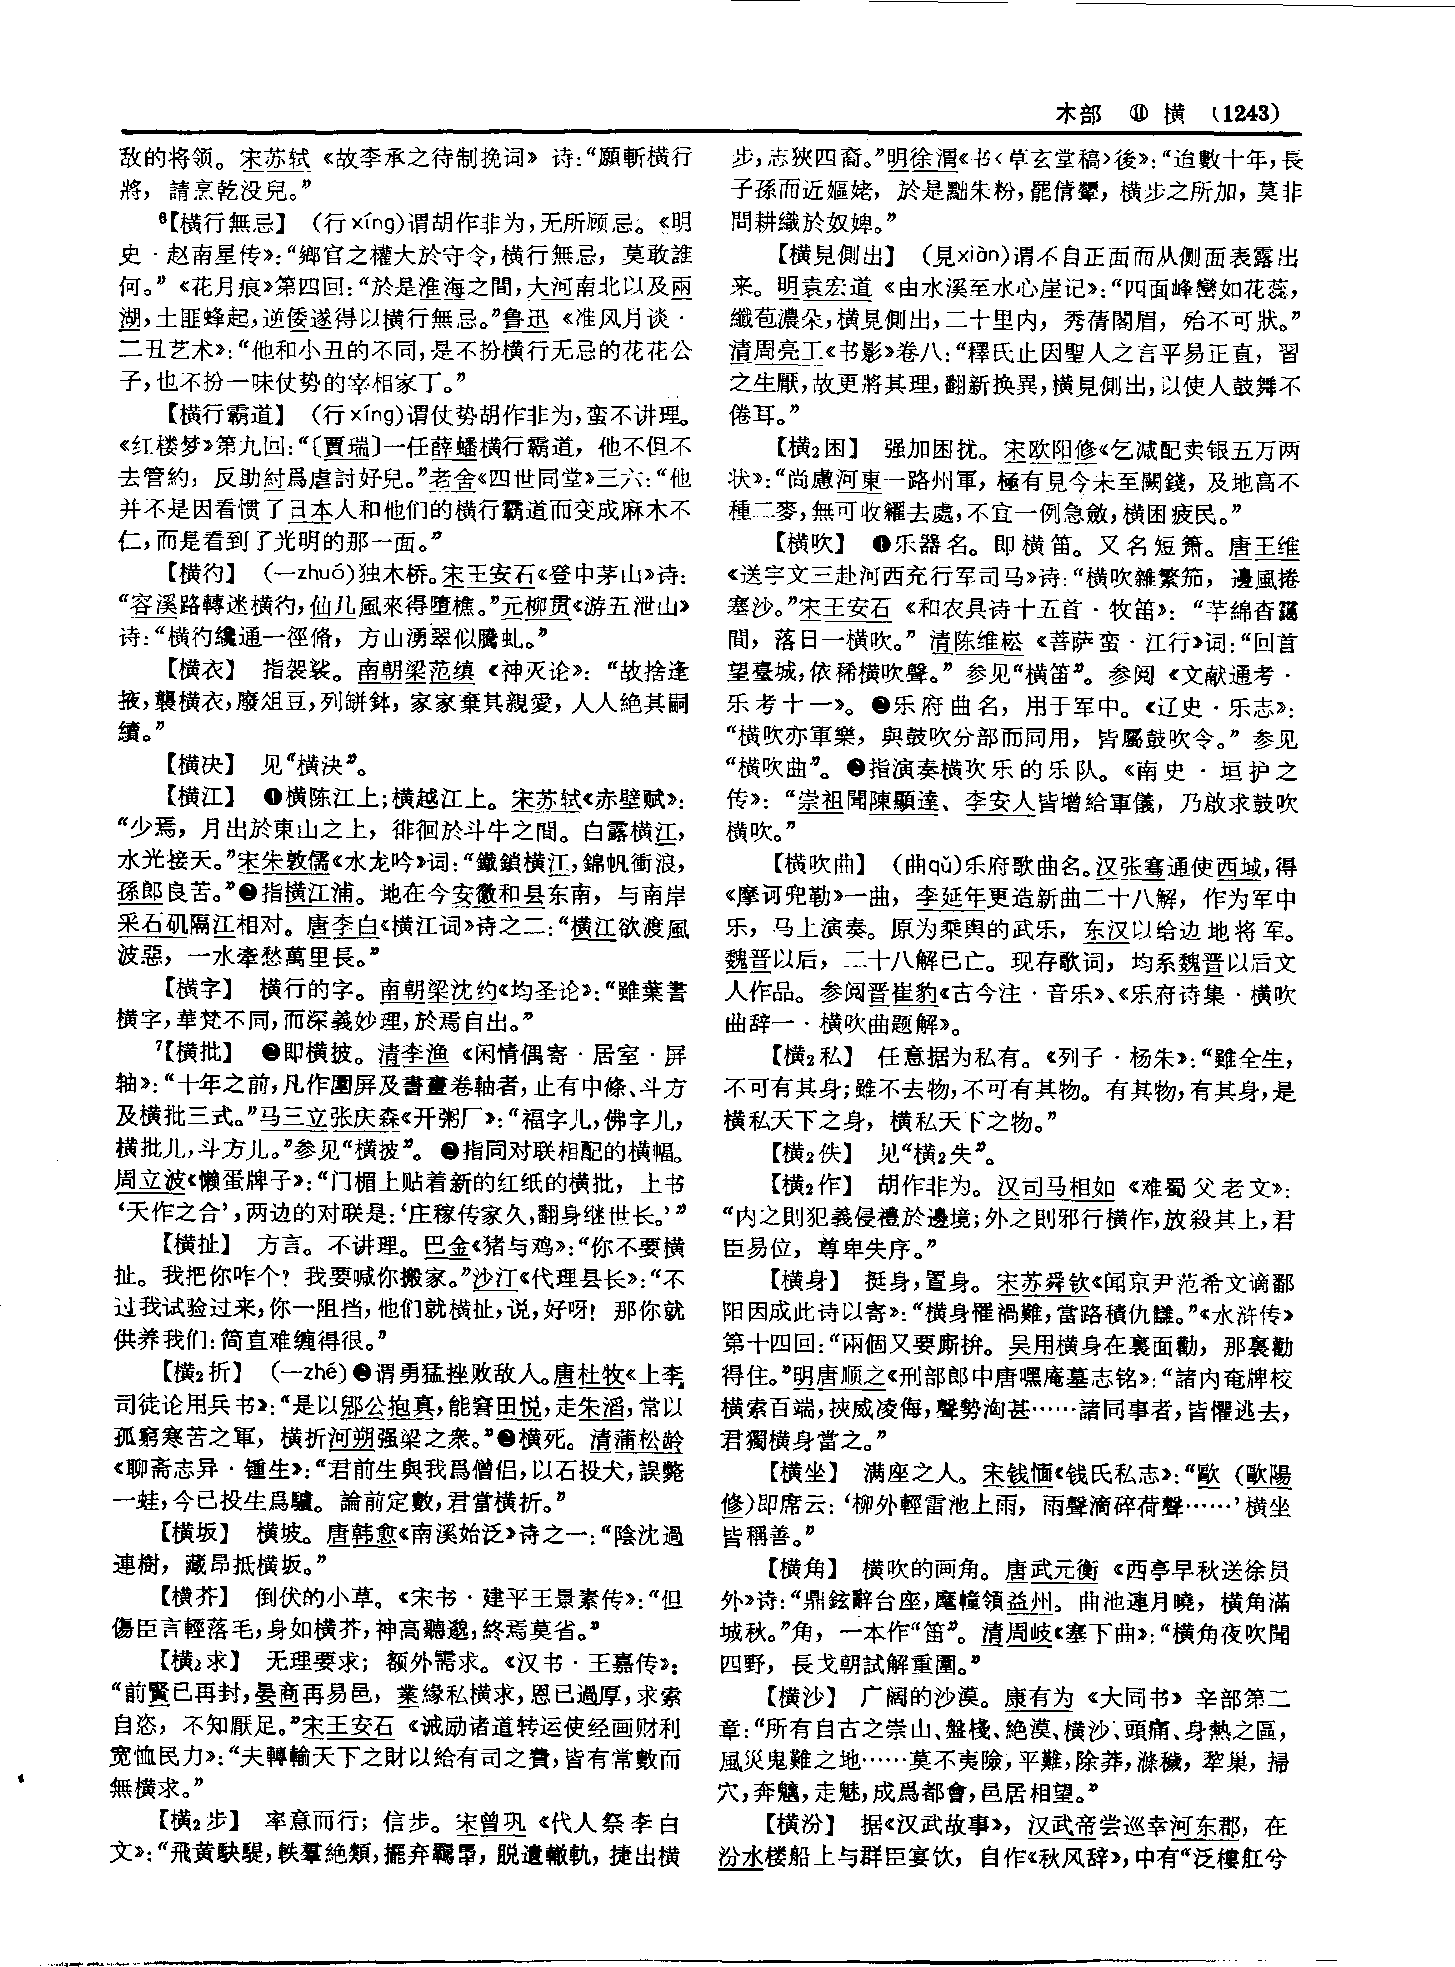 木部 ⑪ 横 (1243)
敌的将领。宋苏轼《故李承之待制挽词》诗:“願斬横行
將，請烹乾没兒。”
⁶【横行無忌】 (行xíng)谓胡作非为,无所顾忌。《明
史·赵南星传》:“鄉官之權大於守令,横行無忌，莫敢誰
何。”《花月痕》第四回:“於是淮海之間,大河南北以及兩
湖,土匪蜂起,逆倭遂得以横行無忌。”鲁迅《准风月谈·
二丑艺术》:“他和小丑的不同,是不扮横行无忌的花花公
子,也不扮一味仗势的宰相家丁。”
【横行霸道】 (行xíng)谓仗势胡作非为,蛮不讲理。
《红楼梦》第九回:“〔賈瑞〕一任薛蟠横行霸道，他不但不
去管約，反助紂爲虐討好兒。”老舍《四世同堂》三六:“他
并不是因看惯了日本人和他们的横行霸道而变成麻木不
仁,而是看到了光明的那一面。”
【横彴】 (—zhuó)独木桥。宋王安石《登中茅山》诗:
“容溪路轉迷横彴,仙几風來得墮樵。”元柳贯《游五泄山》
诗:“横彴纔通一徑脩，方山湧翠似騰虬。”
【横衣】 指袈裟。南朝梁范缜《神灭论》：“故捨逢
掖,襲横衣,廢俎豆,列缾鉢，家家棄其親愛，人人絶其嗣
續。”
【横决】 见“横決”。
【横江】 ❶横陈江上;横越江上。宋苏轼《赤壁赋》:
“少焉，月出於東山之上，徘徊於斗牛之間。白露横江，
水光接天。”宋朱敦儒《水龙吟》词:“鐵鎖横江,錦帆衝浪,
孫郎良苦。”❷指横江浦。地在今安徽和县东南，与南岸
采石矶隔江相对。唐李白《横江词》诗之二:“横江欲渡風
波惡，一水牽愁萬里長。”
【横字】 横行的字。南朝梁沈约《均圣论》:“雖葉書
横字,華梵不同,而深義妙理,於焉自出。”
⁷【横批】 ❶即横披。清李渔《闲情偶寄·居室·屏
轴》:“十年之前,凡作圍屏及書畫卷軸者,止有中條、斗方
及横批三式。”马三立张庆森《开粥厂》:“福字儿,佛字儿,
横批儿,斗方儿。”参见“横披”。❷指同对联相配的横幅。
周立波《懒蛋牌子》:“门楣上贴着新的红纸的横批，上书
‘天作之合’,两边的对联是:‘庄稼传家久,翻身继世长。’”
【横扯】 方言。不讲理。巴金《猪与鸡》:“你不要横
扯。我把你咋个?我要喊你搬家。”沙汀《代理县长》:“不
过我试验过来,你一阻挡,他们就横扯,说,好呀! 那你就
供养我们:简直难缠得很。”
【横₂折】 (—zhé)❶谓勇猛挫败敌人。唐杜牧《上李
司徒论用兵书》:“是以郧公抱真,能窘田悦,走朱滔,常以
孤窮寒苦之軍，横折河朔强梁之衆。”❷横死。清蒲松龄
《聊斋志异·锺生》:“君前生與我爲僧侣,以石投犬,誤斃
一蛙,今已投生爲驢。論前定數,君當横折。”
【横坂】 横坡。唐韩愈《南溪始泛》诗之一:“陰沈過
連樹，藏昂抵横坂。”
【横芥】 倒伏的小草。《宋书·建平王景素传》:“但
傷臣言輕落毛,身如横芥,神高聽邈,終焉莫省。”
【横₂求】 无理要求；额外需求。《汉书·王嘉传》:
“前賢已再封,晏商再易邑，業緣私横求,恩已過厚,求索
自恣，不知厭足。”宋王安石《诫励诸道转运使经画财利
宽恤民力》:“夫轉輸天下之財以給有司之費,皆有常數而
無横求。”
【横₂步】 率意而行；信步。宋曾巩《代人祭李白
文》:“飛黄駃騠,軼羣絶類,擺弃羈馽，脱遺轍軌，捷出横
步,志狹四裔。”明徐渭《书〈草玄堂稿〉後》:“迨數十年,長
子孫而近嫗姥，於是黜朱粉,罷倩顰，横步之所加，莫非
問耕織於奴婢。”
【横見側出】 (見xiàn)谓不自正面而从侧面表露出
来。明袁宏道《由水溪至水心崖记》:“四面峰巒如花蕊,
纖苞濃朵,横見側出,二十里内，秀蒨閣眉，殆不可狀。”
清周亮工《书影》卷八:“釋氏止因聖人之言平易正直，習
之生厭,故更將其理,翻新换異,横見側出,以使人鼓舞不
倦耳。”
【横₂困】 强加困扰。宋欧阳修《乞减配卖银五万两
状》:“尚慮河東一路州軍，極有見今未至闕錢，及地高不
種二麥,無可收糴去處,不宜一例急斂,横困疲民。”
【横吹】 ❶乐器名。即横笛。又名短箫。唐王维
《送宇文三赴河西充行军司马》诗:“横吹雜繁笳，邊風捲
塞沙。”宋王安石《和农具诗十五首·牧笛》：“芊綿杳靄
間，落日一横吹。”清陈维崧《菩萨蛮·江行》词:“回首
望臺城,依稀横吹聲。”参见“横笛”。参阅《文献通考·
乐考十一》。❷乐府曲名，用于军中。《辽史·乐志》:
“横吹亦軍樂，與鼓吹分部而同用，皆屬鼓吹令。”参见
“横吹曲”。❸指演奏横吹乐的乐队。《南史·垣护之
传》：“崇祖聞陳顯達、李安人皆增給軍儀，乃啟求鼓吹
横吹。”
【横吹曲】 (曲qǔ)乐府歌曲名。汉张骞通使西域,得
《摩诃兜勒》一曲，李延年更造新曲二十八解，作为军中
乐，马上演奏。原为乘舆的武乐，东汉以给边地将军。
魏晋以后，二十八解已亡。现存歌词，均系魏晋以后文
人作品。参阅晋崔豹《古今注·音乐》、《乐府诗集·横吹
曲辞一·横吹曲题解》。
【横₂私】 任意据为私有。《列子·杨朱》:“雖全生,
不可有其身;雖不去物,不可有其物。有其物,有其身,是
横私天下之身，横私天下之物。”
【横₂佚】 见“横₂失”。
【横₂作】 胡作非为。汉司马相如《难蜀父老文》:
“内之則犯義侵禮於邊境;外之則邪行横作,放殺其上,君
臣易位，尊卑失序。”
【横身】 挺身,置身。宋苏舜钦《闻京尹范希文谪鄱
阳因成此诗以寄》:“横身罹禍難,當路積仇讎。”《水浒传》
第十四回:“兩個又要厮拚。吴用横身在裏面勸，那裏勸
得住。”明唐顺之《刑部郎中唐嘿庵墓志铭》:“諸内奄牌校
横索百端,挾威凌侮,聲勢洶甚……諸同事者,皆懼逃去,
君獨横身當之。”
【横坐】 满座之人。宋钱愐《钱氏私志》:“歐（歐陽
修)即席云:‘柳外輕雷池上雨，雨聲滴碎荷聲……’横坐
皆稱善。”
【横角】 横吹的画角。唐武元衡《西亭早秋送徐员
外》诗:“鼎鉉辭台座,麾幢領益州。曲池連月曉，横角滿
城秋。”角，一本作“笛”。清周岐《塞下曲》:“横角夜吹聞
四野，長戈朝試解重圍。”
【横沙】 广阔的沙漠。康有为《大同书》辛部第二
章:“所有自古之崇山、盤棧、絶漠、横沙、頭痛、身熱之區,
風災鬼難之地……莫不夷險,平難,除莽,滌穢，犂巢，掃
穴,奔魑,走魅,成爲都會,邑居相望。”
【横汾】 据《汉武故事》，汉武帝尝巡幸河东郡，在
汾水楼船上与群臣宴饮，自作《秋风辞》,中有“泛樓舡兮